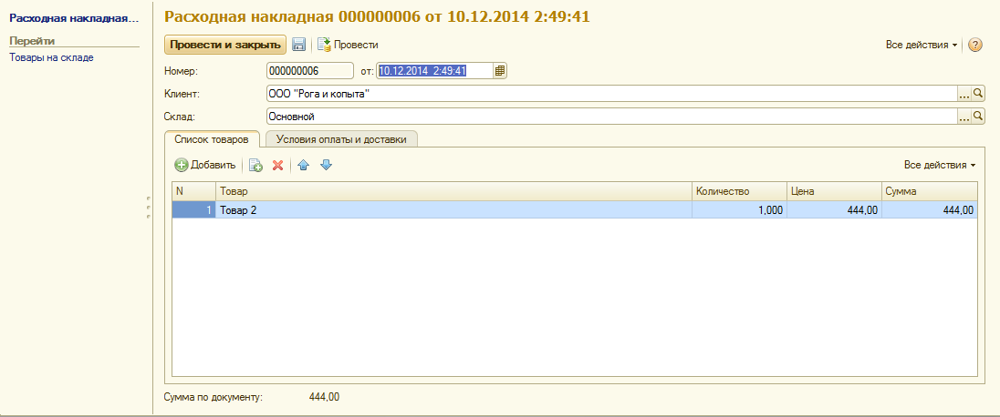 Расходная накладная...
Перейти
Товары на складе
Расходная накладная 000000006 от 10.12.2014 2:49:41
Провести и закрыть Провести Все действия ?
Номер: 000000006 от: 10.12.2014 2:49:41
Клиент: ООО "Рога и копыта" ...
Склад: Основной ...
Список товаров Условия оплаты и доставки
Добавить Все действия
N Товар Количество Цена Сумма
1 Товар 2 1,000 444,00 444,00
Сумма по документу: 444,00